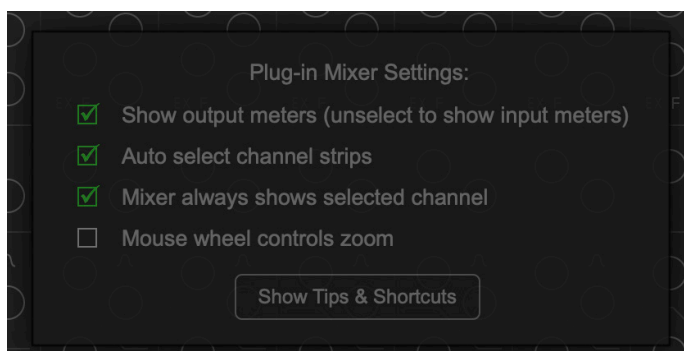 Plug-in Mixer Settings:
Show output meters (unselect to show input meters)
Auto select channel strips
Mixer always shows selected channel
Mouse wheel controls zoom
Show Tips & Shortcuts